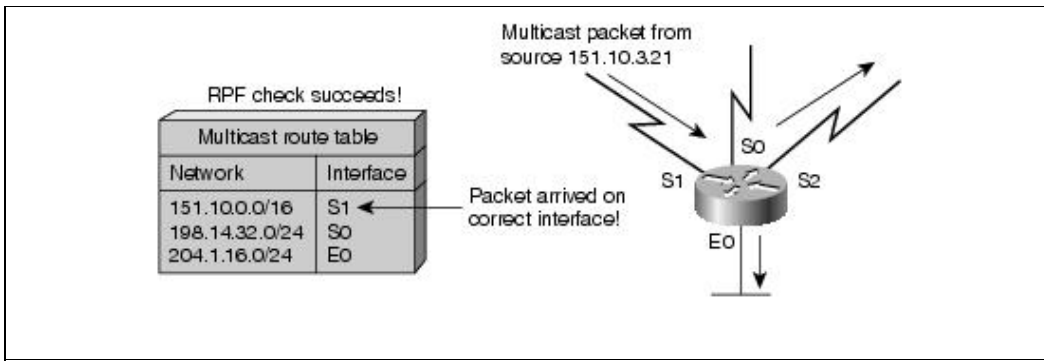 Multicast packet from
source 151.10.3.21
RPF check succeeds!
Multicast route table
Network Interface
151.10.0.0/16 S1
198.14.32.0/24 S0
204.1.16.0/24 E0
Packet arrived on
correct interface!
S0
S1
S2
E0